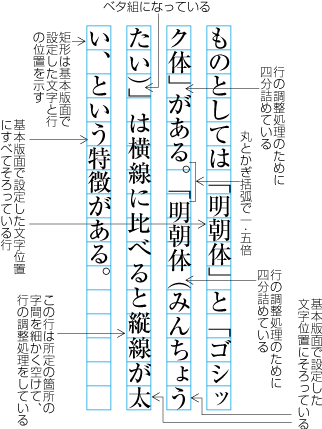 ベタ組になっている
行の調整処理のために
四分詰めている
丸とかぎ括弧で一・五倍
行の調整処理のために
四分詰めている
基本版面で設定した
文字位置にそろっている
ものとしては「明朝体」と「ゴシッ
ク体」がある。「明朝体（みんちょう
たい）」は横線に比べると縦線が太
い、という特徴がある。
矩形は基本版面で
設定した文字と行
の位置を示す
基本版面で設定した文字位置
にすべてそろっている行
この行は所定の箇所の
字間を細かく空けて、
行の調整処理をしている